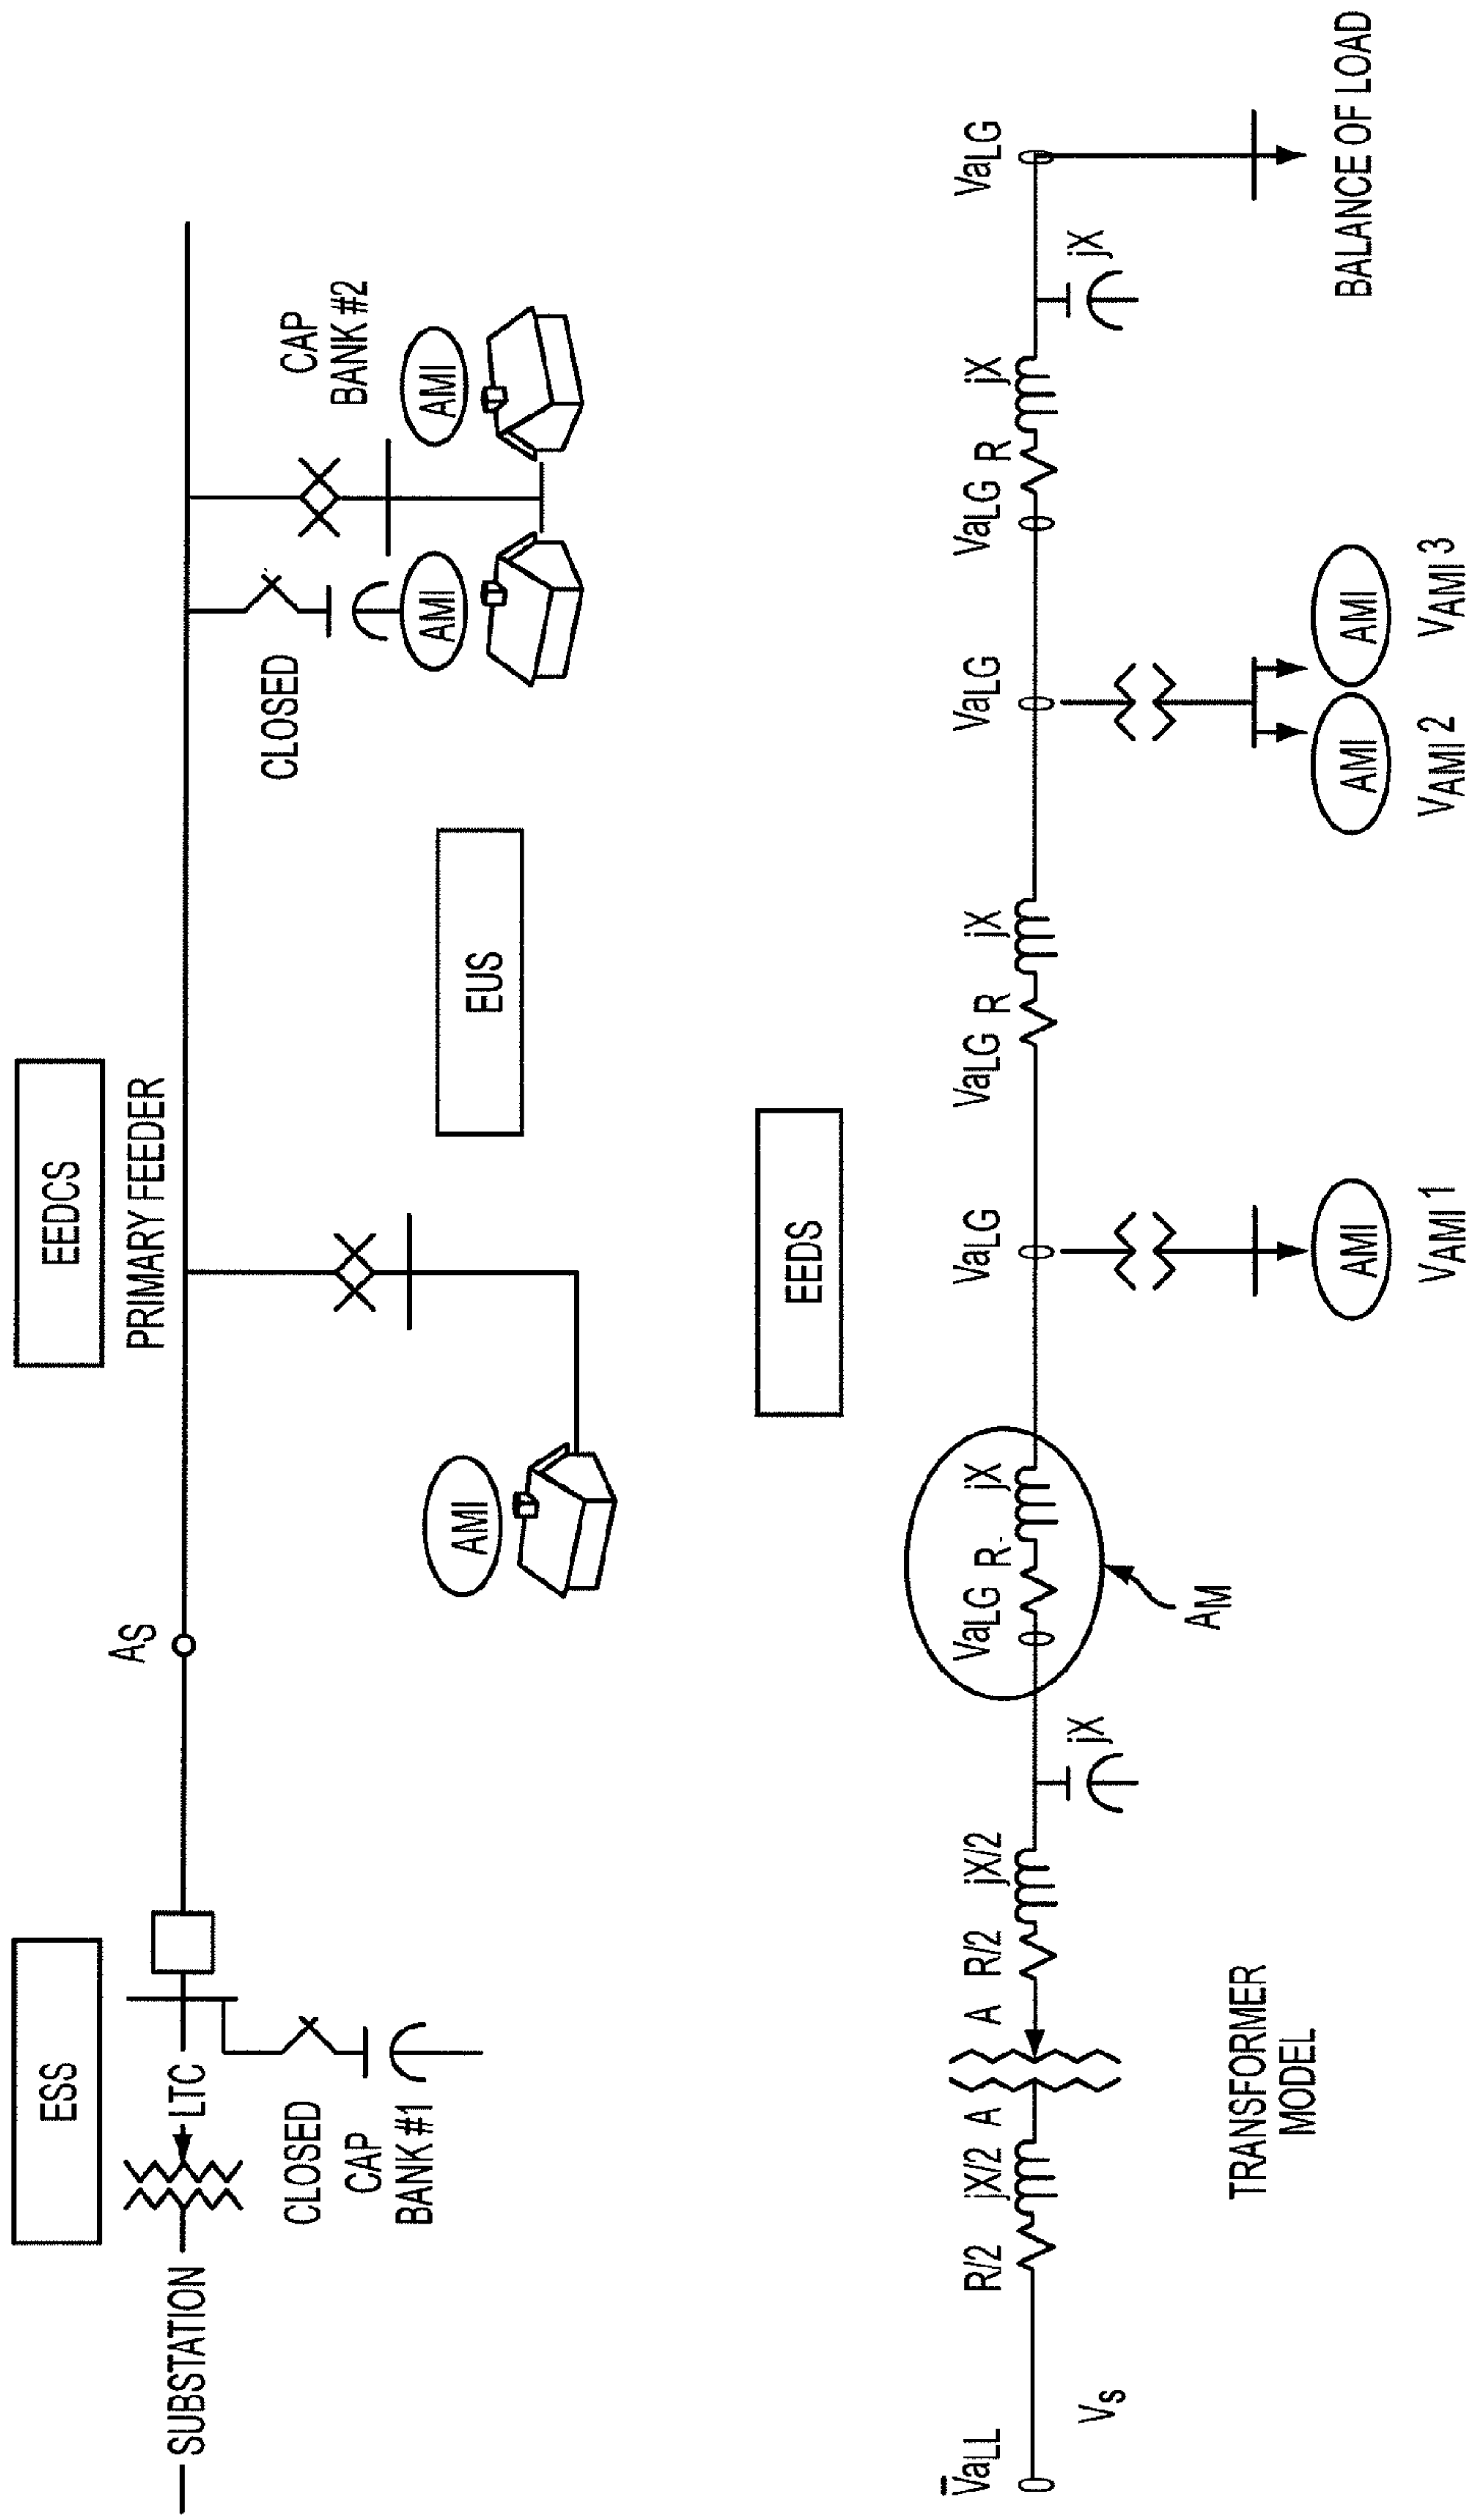 ESS
EEDCS
SUBSTATION
LTC
AS
PRIMARY FEEDER
CLOSED
CAP
BANK #1
AMI
EUS
CLOSED
CAP
BANK #2
AMI
AMI
EEDS
VaLL
VS
R/2
jX/2
A
A
R/2
jX/2
TRANSFORMER
MODEL
jX
VaLG
R
jX
AM
VaLG
AMI
VAMI 1
VaLG
R
jX
VaLG
AMI
AMI
VAMI 2
VAMI 3
VaLG
R
jX
jX
VaLG
BALANCE OF LOAD